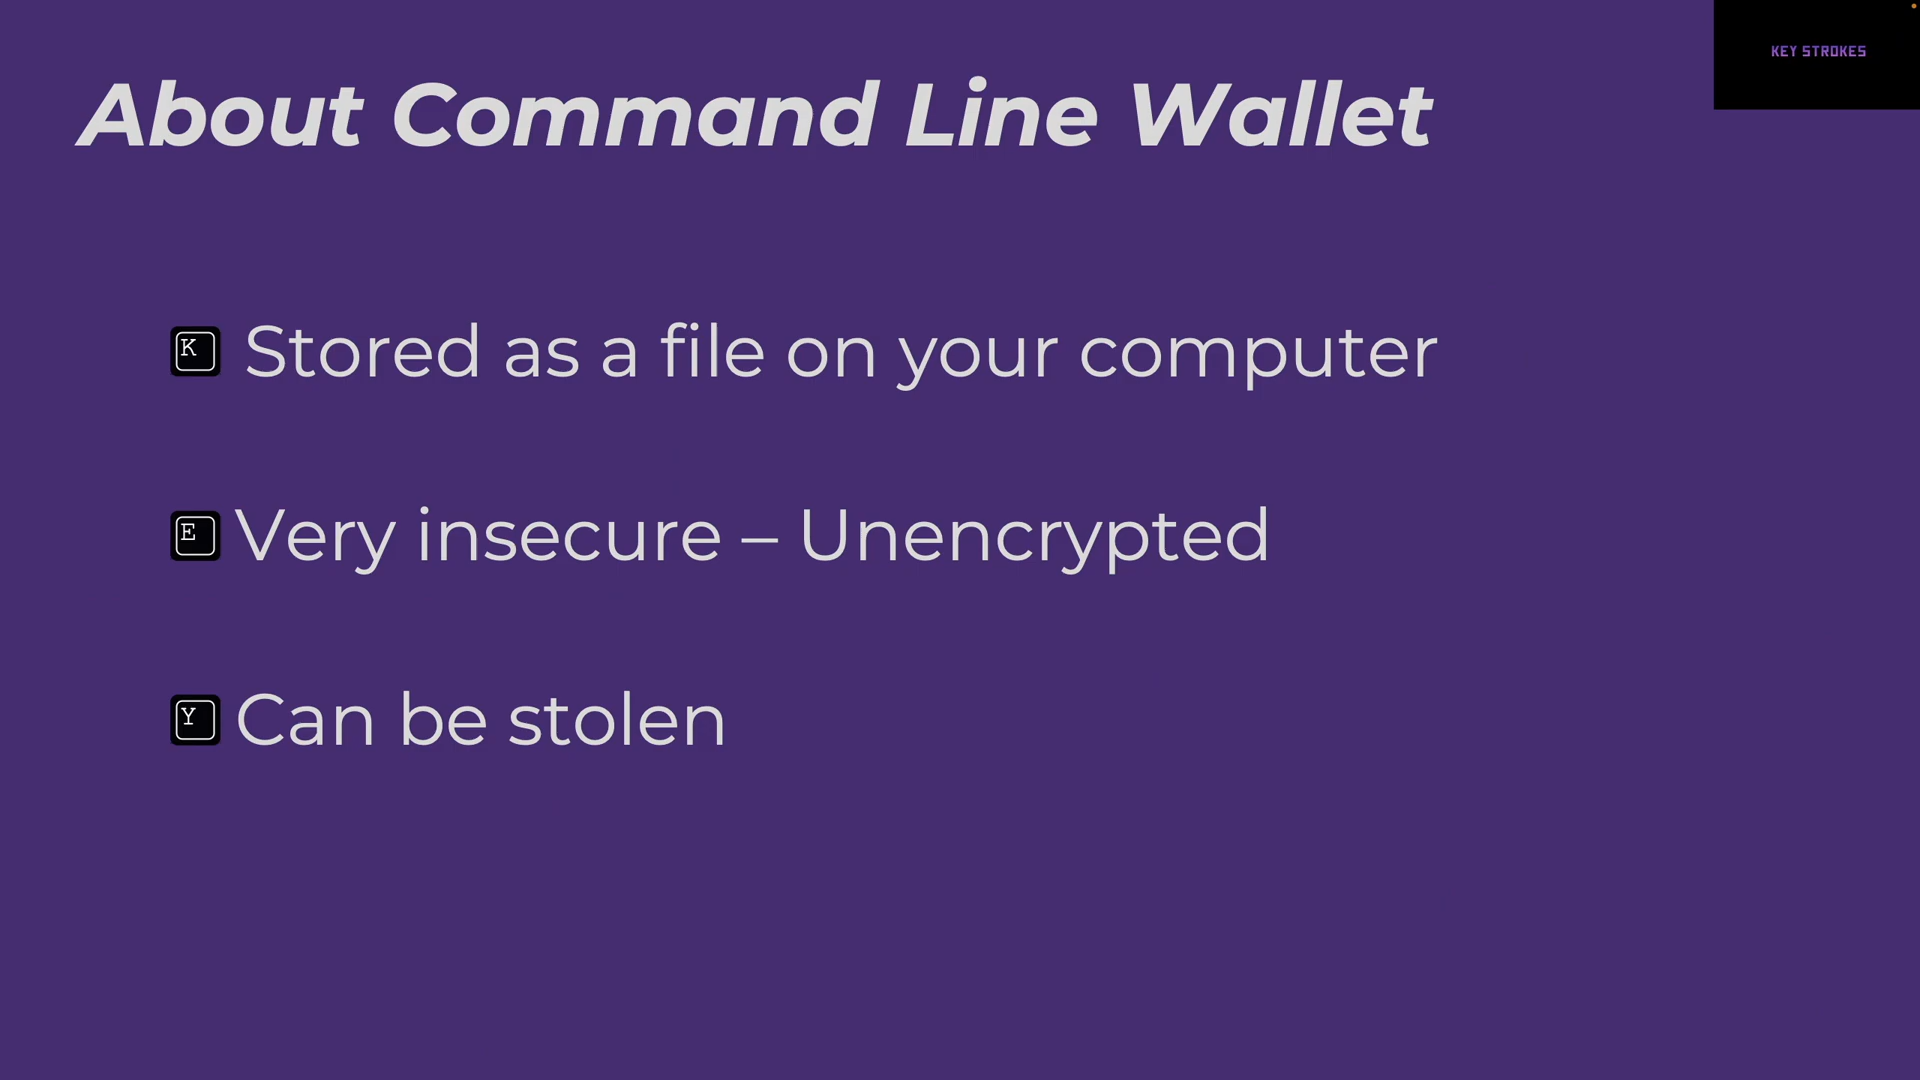 KEY STROKES
About Command Line Wallet
K Stored as a file on your computer
E Very insecure – Unencrypted
Y Can be stolen